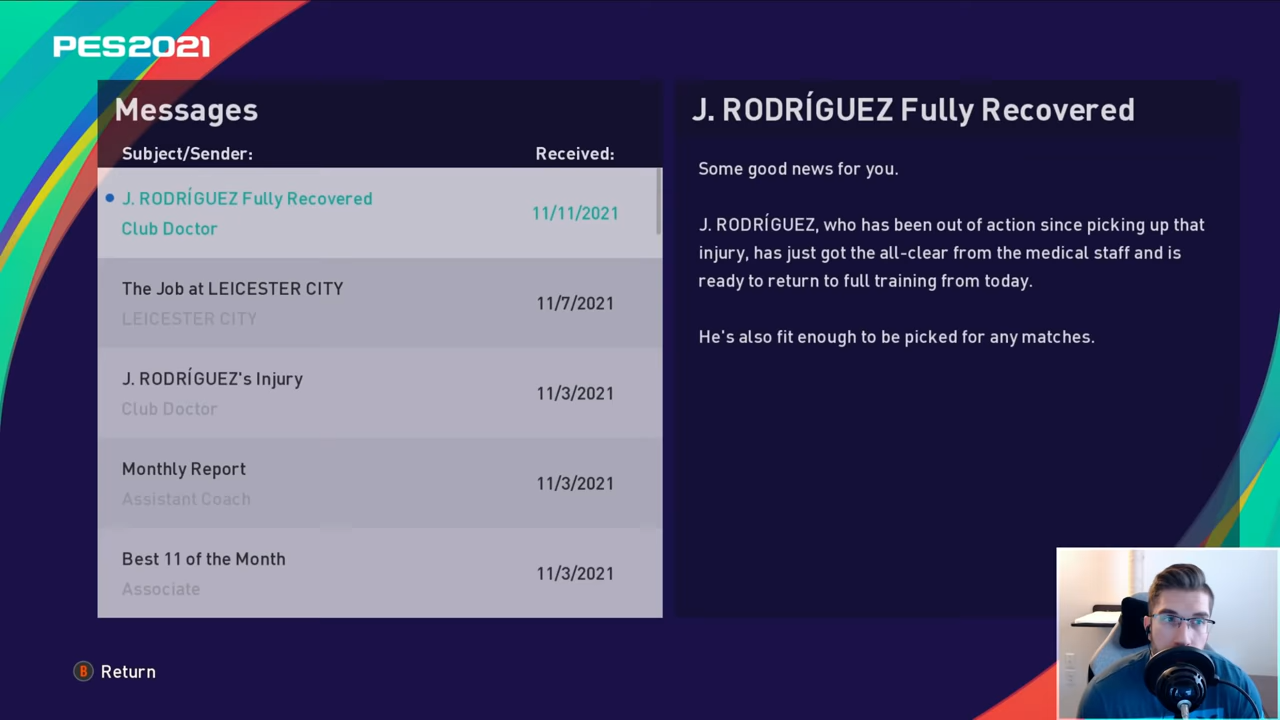 PES2021
Messages
Subject/Sender:
Received:
J. RODRÍGUEZ Fully Recovered
Club Doctor
11/11/2021
The Job at LEICESTER CITY
LEICESTER CITY
11/7/2021
J. RODRÍGUEZ's Injury
Club Doctor
11/3/2021
Monthly Report
Assistant Coach
11/3/2021
Best 11 of the Month
Associate
11/3/2021
J. RODRÍGUEZ Fully Recovered
Some good news for you.
J. RODRÍGUEZ, who has been out of action since picking up that
injury, has just got the all-clear from the medical staff and is
ready to return to full training from today.
He's also fit enough to be picked for any matches.
B Return